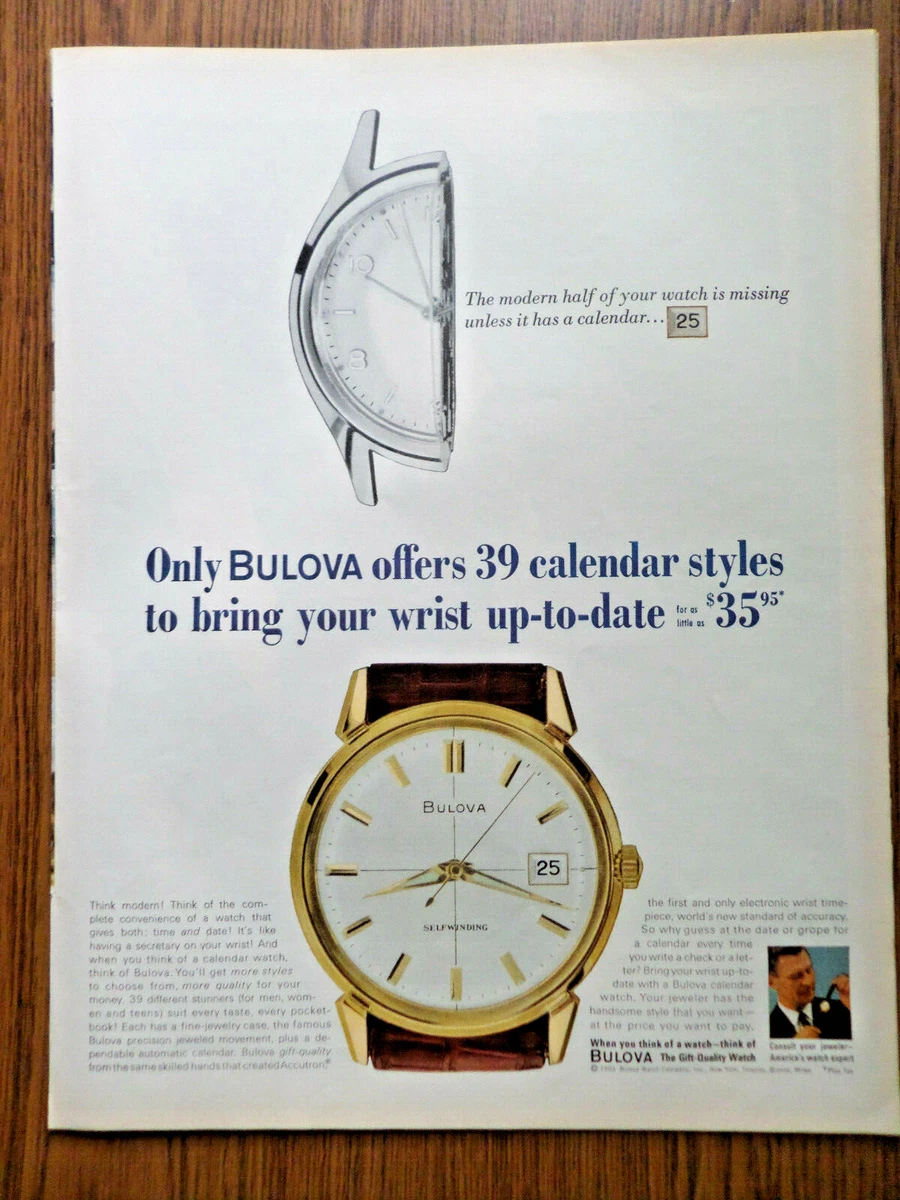 10
8
The modern half of your watch is missing
unless it has a calendar... 25
Only BULOVA offers 39 calendar styles
to bring your wrist up-to-date for as little as $35 95*
BULOVA
25
SELFWINDING
Think modern! Think of the com-
plete convenience of a watch that
gives both: time and date! It's like
having a secretary on your wrist! And
when you think of a calendar watch,
think of Bulova. You'll get more styles
to choose from, more quality for your
money. 39 different stunners (for men, wom-
en and teens) suit every taste, every pocket-
book! Each has a fine-jewelry case, the famous
Bulova precision jeweled movement, plus a de-
pendable automatic calendar. Bulova gift-quality
from the same skilled hands that created Accutron,®
the first and only electronic wrist time-
piece, world's new standard of accuracy.
So why guess at the date or grope for
a calendar every time
you write a check or a let-
ter? Bring your wrist up-to-
date with a Bulova calendar
watch. Your jeweler has the
handsome style that you want—
at the price you want to pay.
When you think of a watch—think of
BULOVA The Gift-Quality Watch
Consult your jeweler—
America's watch expert
Bulova Watch Company, Inc., New York, Toronto, *Plus Tax